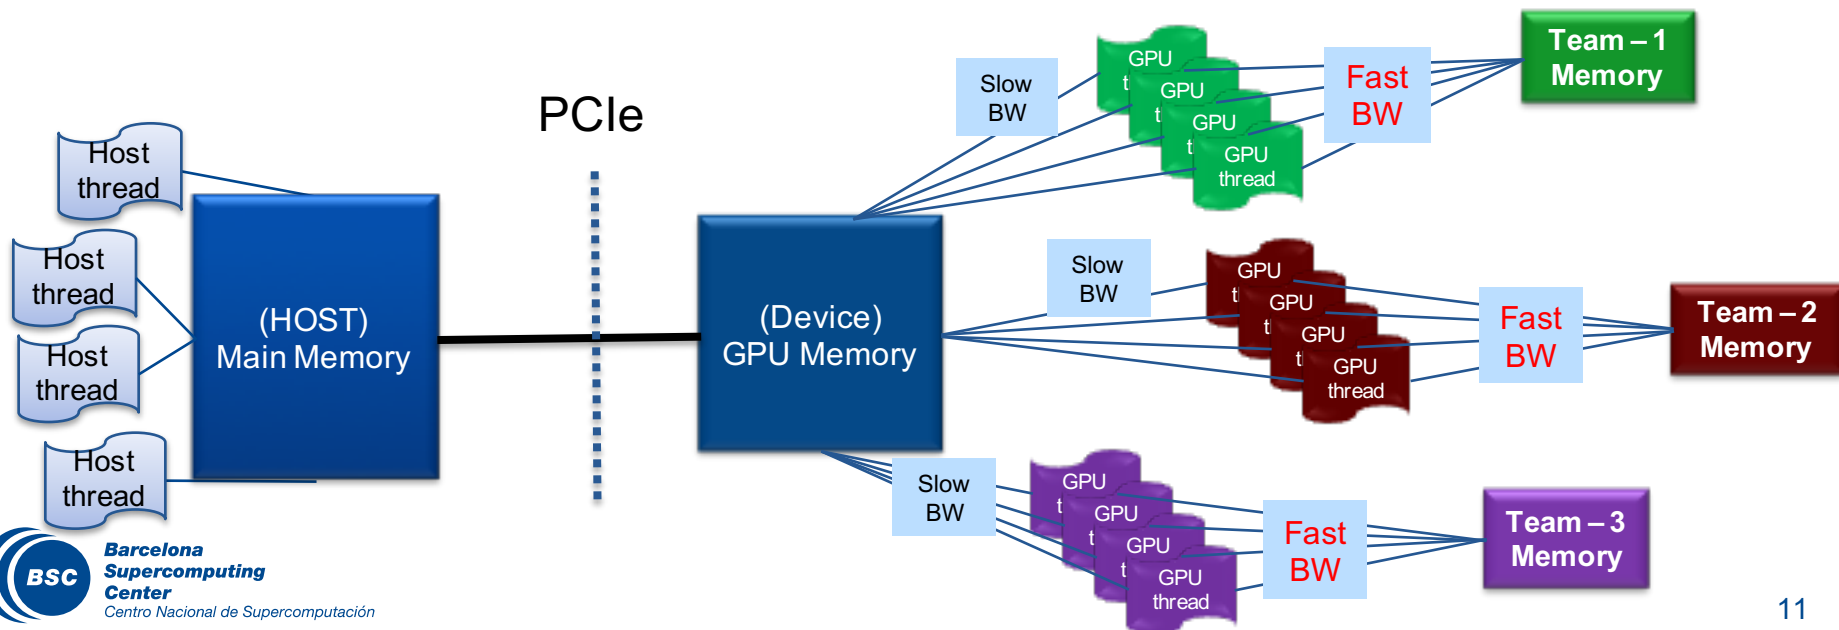 PCIe
Host
thread
Host
thread
Host
thread
Host
thread
(HOST)
Main Memory
(Device)
GPU Memory
Slow
BW
GPU
t
GPU
t
GPU
t
GPU
thread
Fast
BW
Team – 1
Memory
Slow
BW
GPU
tl
GPU
tl
GPU
tl
GPU
thread
Fast
BW
Team – 2
Memory
Slow
BW
GPU
t
GPU
t
GPU
t
GPU
thread
Fast
BW
Team – 3
Memory
BSC
Barcelona
Supercomputing
Center
Centro Nacional de Supercomputación
11